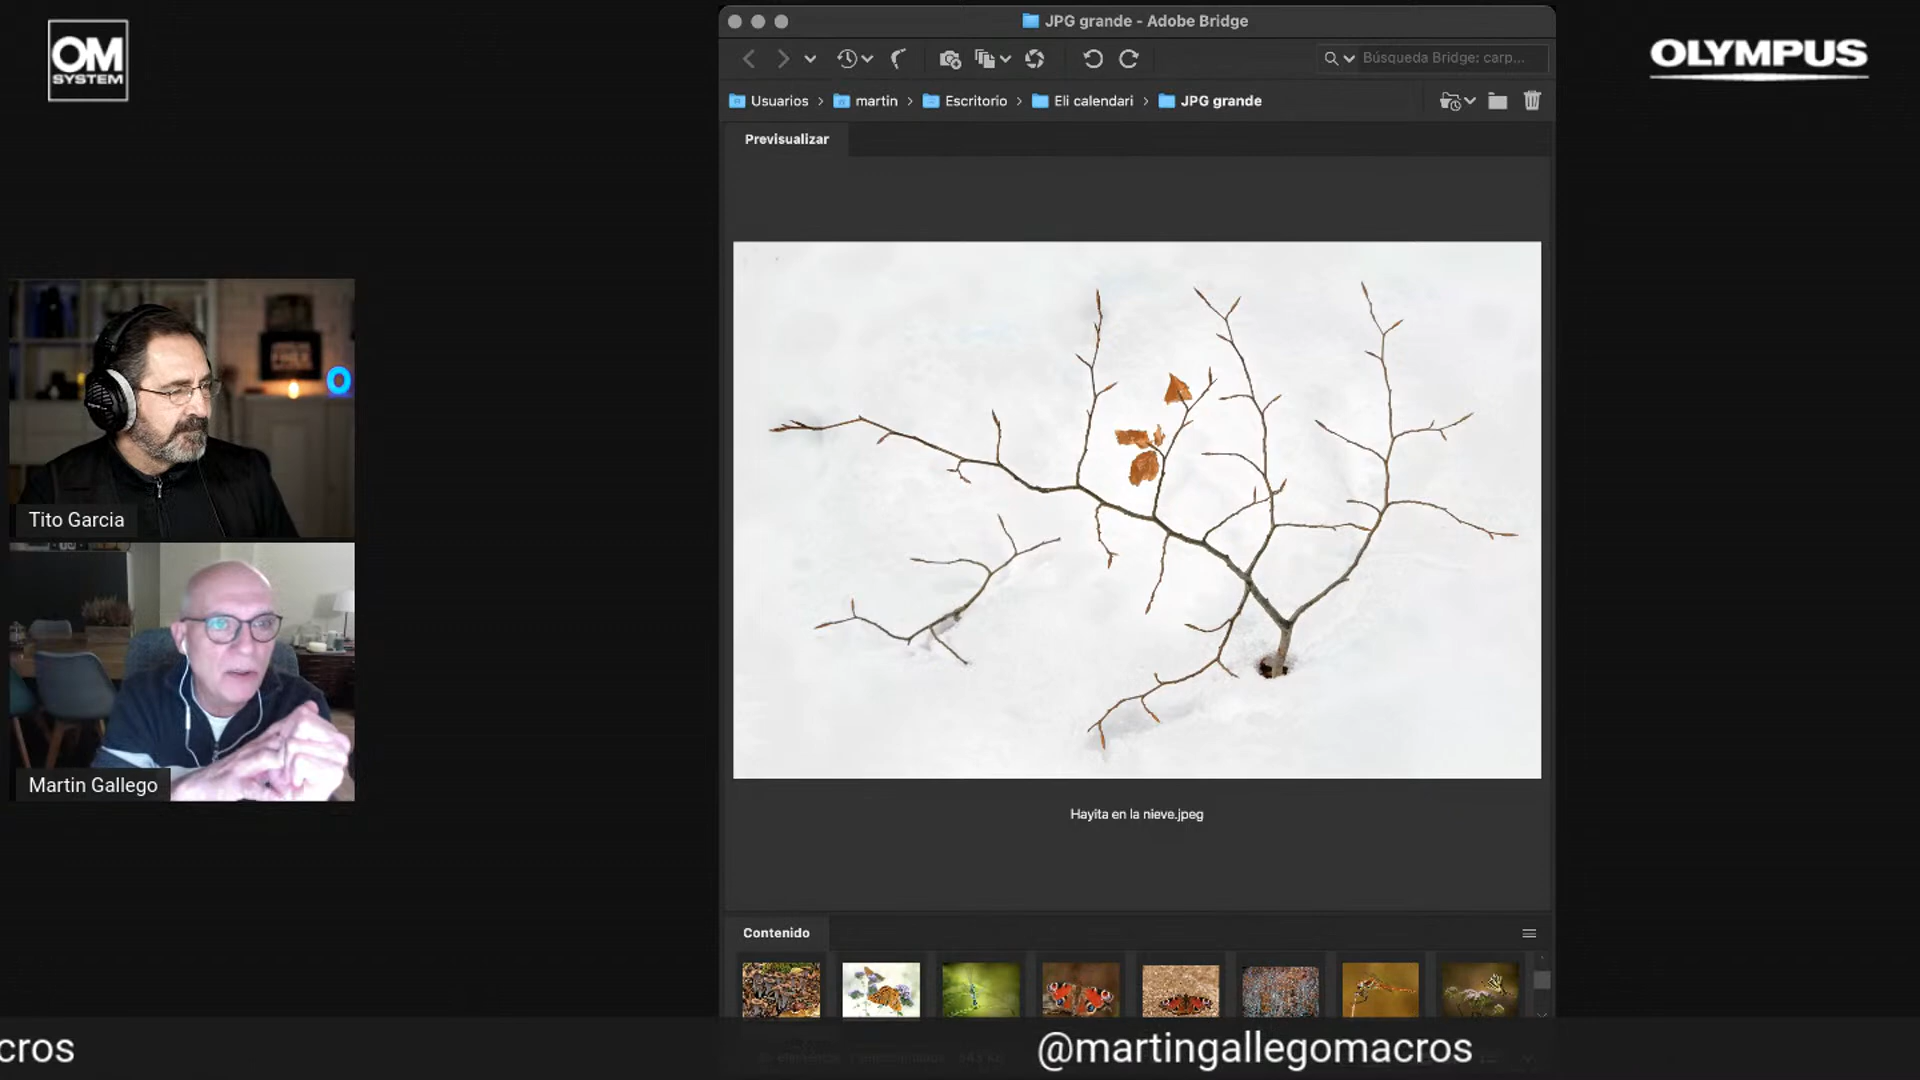 OM
SYSTEM
JPG grande - Adobe Bridge
OLYMPUS
Búsqueda Bridge: carp...
Usuarios > martin > Escritorio > Eli calendari > JPG grande
Previsualizar
Tito Garcia
Martin Gallego
Hayita en la nieve.jpeg
Contenido
cros
@martingallegomacros